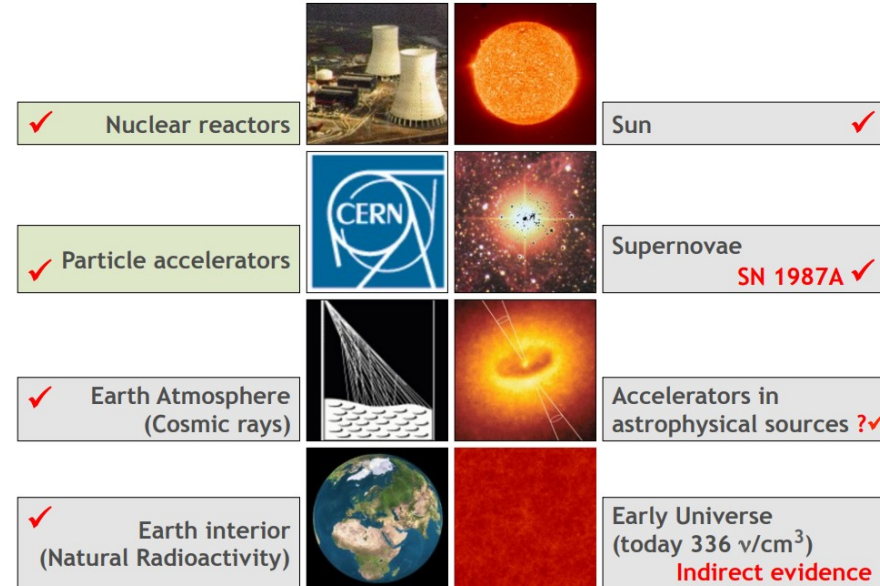 Nuclear reactors
Sun
CERN
Particle accelerators
Supernovae
SN 1987A
Earth Atmosphere
(Cosmic rays)
Accelerators in
astrophysical sources ?
Earth interior
(Natural Radioactivity)
Early Universe
(today 336 ν/cm³)
Indirect evidence